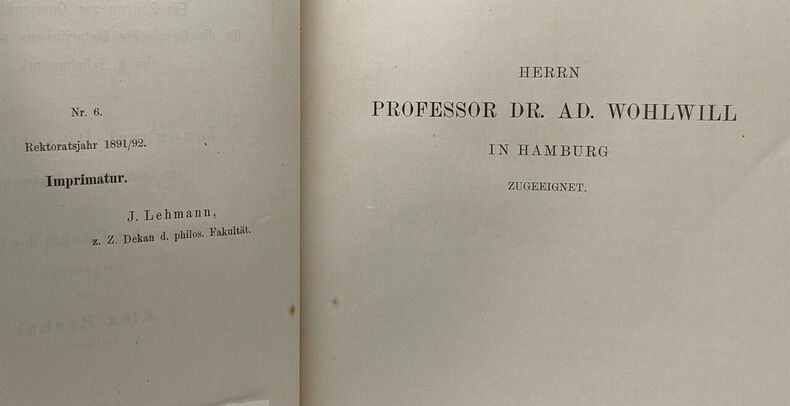 Nr. 6.
Rektoratsjahr 1891/92.
Imprimatur.
J. Lehmann,
z. Z. Dekan d. philos. Fakultät.
HERRN
PROFESSOR DR. AD. WOHLWILL
IN HAMBURG
ZUGEEIGNET.